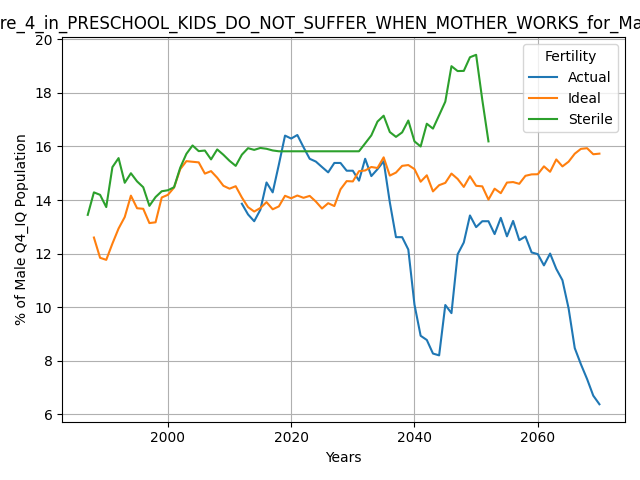 re_4_in_PRESCHOOL_KIDS_DO_NOT_SUFFER_WHEN_MOTHER_WORKS_for_Ma
20
18
16
14
12
10
8
6
% of Male Q4_IQ Population
Fertility
Actual
Ideal
Sterile
2000
2020
2040
2060
Years